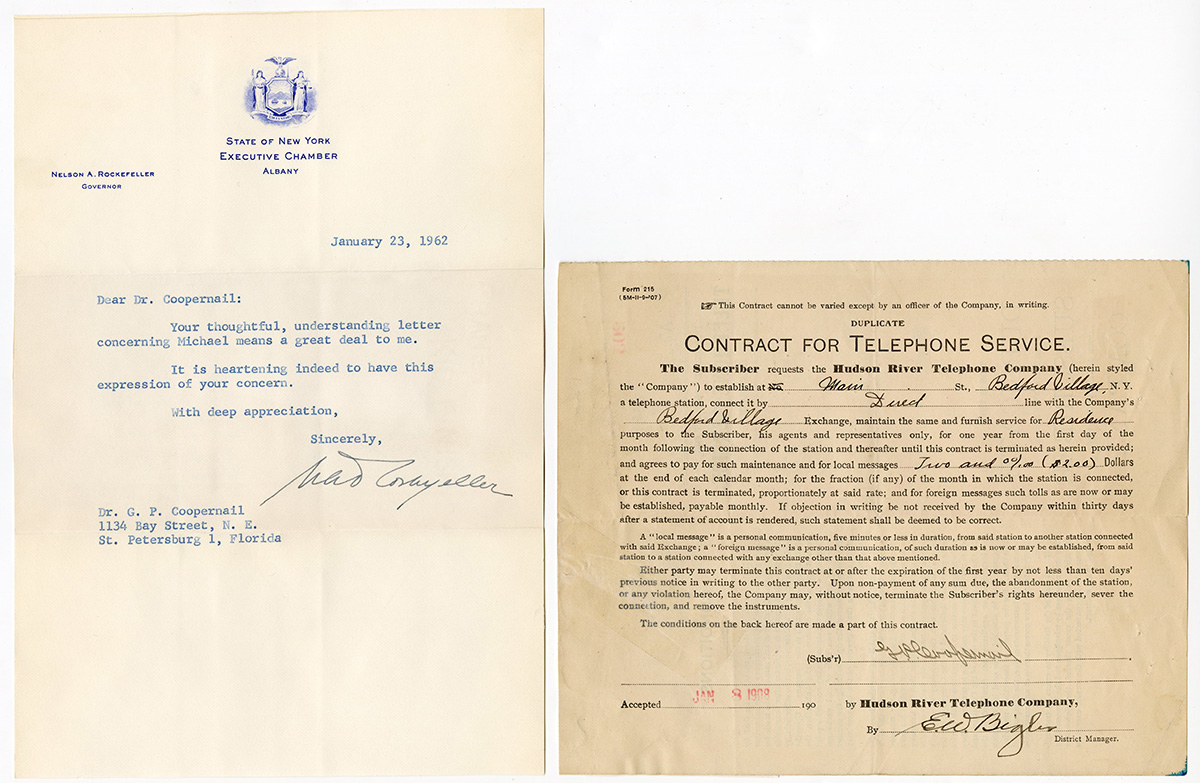 STATE OF NEW YORK
EXECUTIVE CHAMBER
ALBANY
NELSON A. ROCKEFELLER
GOVERNOR
January 23, 1962
Dear Dr. Coopernail:
Your thoughtful, understanding letter
concerning Michael means a great deal to me.
It is heartening indeed to have this
expression of your concern.
With deep appreciation,
Sincerely,
Dr. G. P. Coopernail
1134 Bay Street, N. E.
St. Petersburg 1, Florida
Form 215
(5M-11-9-'07)
☞ This Contract cannot be varied except by an officer of the Company, in writing.
DUPLICATE
CONTRACT FOR TELEPHONE SERVICE.
The Subscriber requests the Hudson River Telephone Company (herein styled
the "Company") to establish at No. Main St., Bedford Village N. Y.
a telephone station, connect it by Direct line with the Company's
Bedford Village Exchange, maintain the same and furnish service for Residence
purposes to the Subscriber, his agents and representatives only, for one year from the first day of the
month following the connection of the station and thereafter until this contract is terminated as herein provided;
and agrees to pay for such maintenance and for local messages Two and 0/100 ($2.00) Dollars
at the end of each calendar month; for the fraction (if any) of the month in which the station is connected,
or this contract is terminated, proportionately at said rate; and for foreign messages such tolls as are now or may
be established, payable monthly. If objection in writing be not received by the Company within thirty days
after a statement of account is rendered, such statement shall be deemed to be correct.
A "local message" is a personal communication, five minutes or less in duration, from said station to another station connected
with said Exchange; a "foreign message" is a personal communication, of such duration as is now or may be established, from said
station to a station connected with any exchange other than that above mentioned.
Either party may terminate this contract at or after the expiration of the first year by not less than ten days'
previous notice in writing to the other party. Upon non-payment of any sum due, the abandonment of the station,
or any violation hereof, the Company may, without notice, terminate the Subscriber's rights hereunder, sever the
connection, and remove the instruments.
The conditions on the back hereof are made a part of this contract.
(Subs'r) G P Coopernail
Accepted JAN 8 1908 190 by Hudson River Telephone Company,
By E.W. Bigler
District Manager.